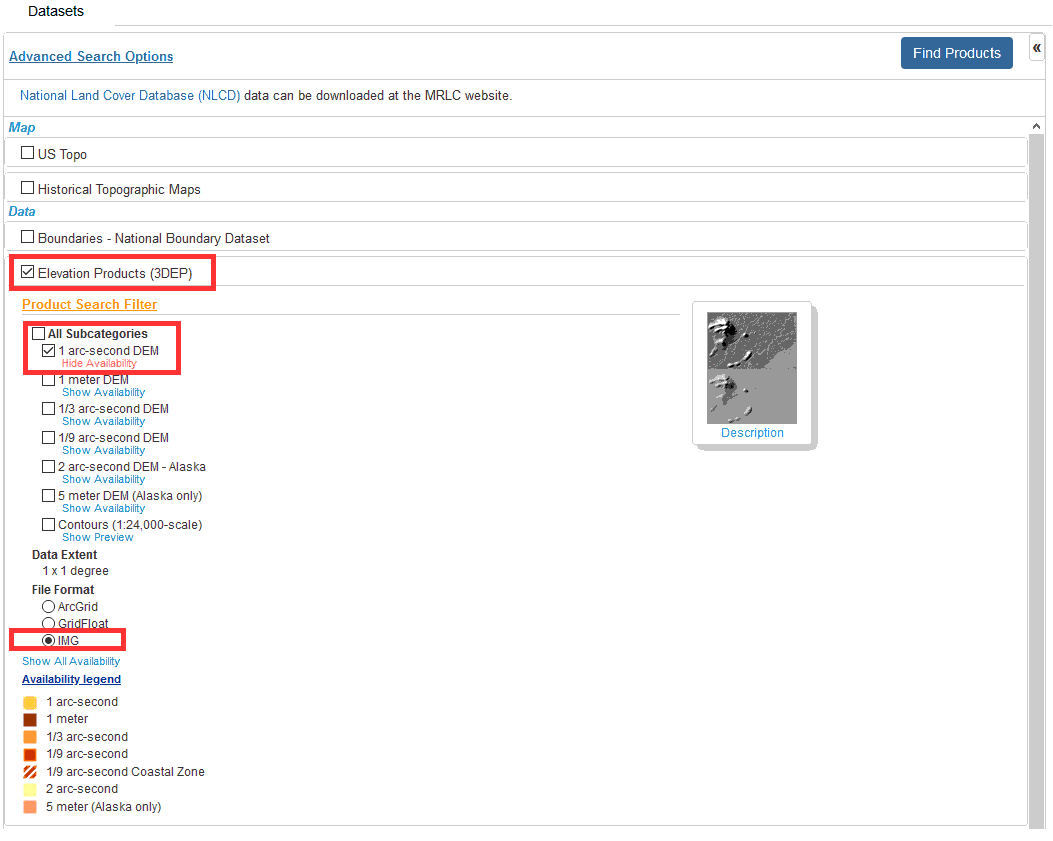 Datasets
Advanced Search Options
Find Products
«
National Land Cover Database (NLCD) data can be downloaded at the MRLC website.
Map
US Topo
Historical Topographic Maps
Data
Boundaries - National Boundary Dataset
Elevation Products (3DEP)
Product Search Filter
All Subcategories
1 arc-second DEM
Hide Availability
1 meter DEM
Show Availability
1/3 arc-second DEM
Show Availability
1/9 arc-second DEM
Show Availability
2 arc-second DEM - Alaska
Show Availability
5 meter DEM (Alaska only)
Show Availability
Contours (1:24,000-scale)
Show Preview
Description
Data Extent
1 x 1 degree
File Format
ArcGrid
GridFloat
IMG
Show All Availability
Availability legend
1 arc-second
1 meter
1/3 arc-second
1/9 arc-second
1/9 arc-second Coastal Zone
2 arc-second
5 meter (Alaska only)